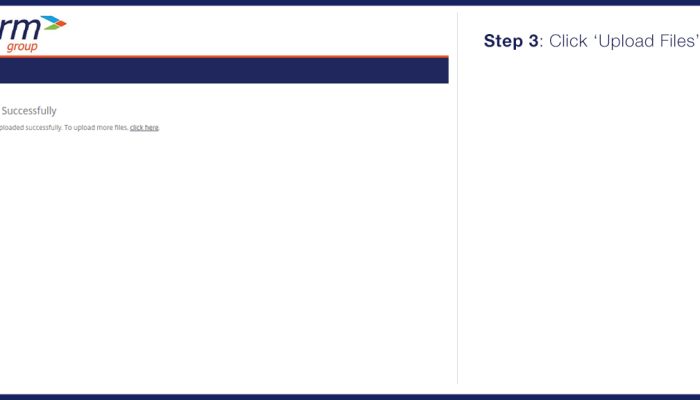 rm
group
Successfully
ploaded successfully. To upload more files, click here.
Step 3: Click ‘Upload Files’